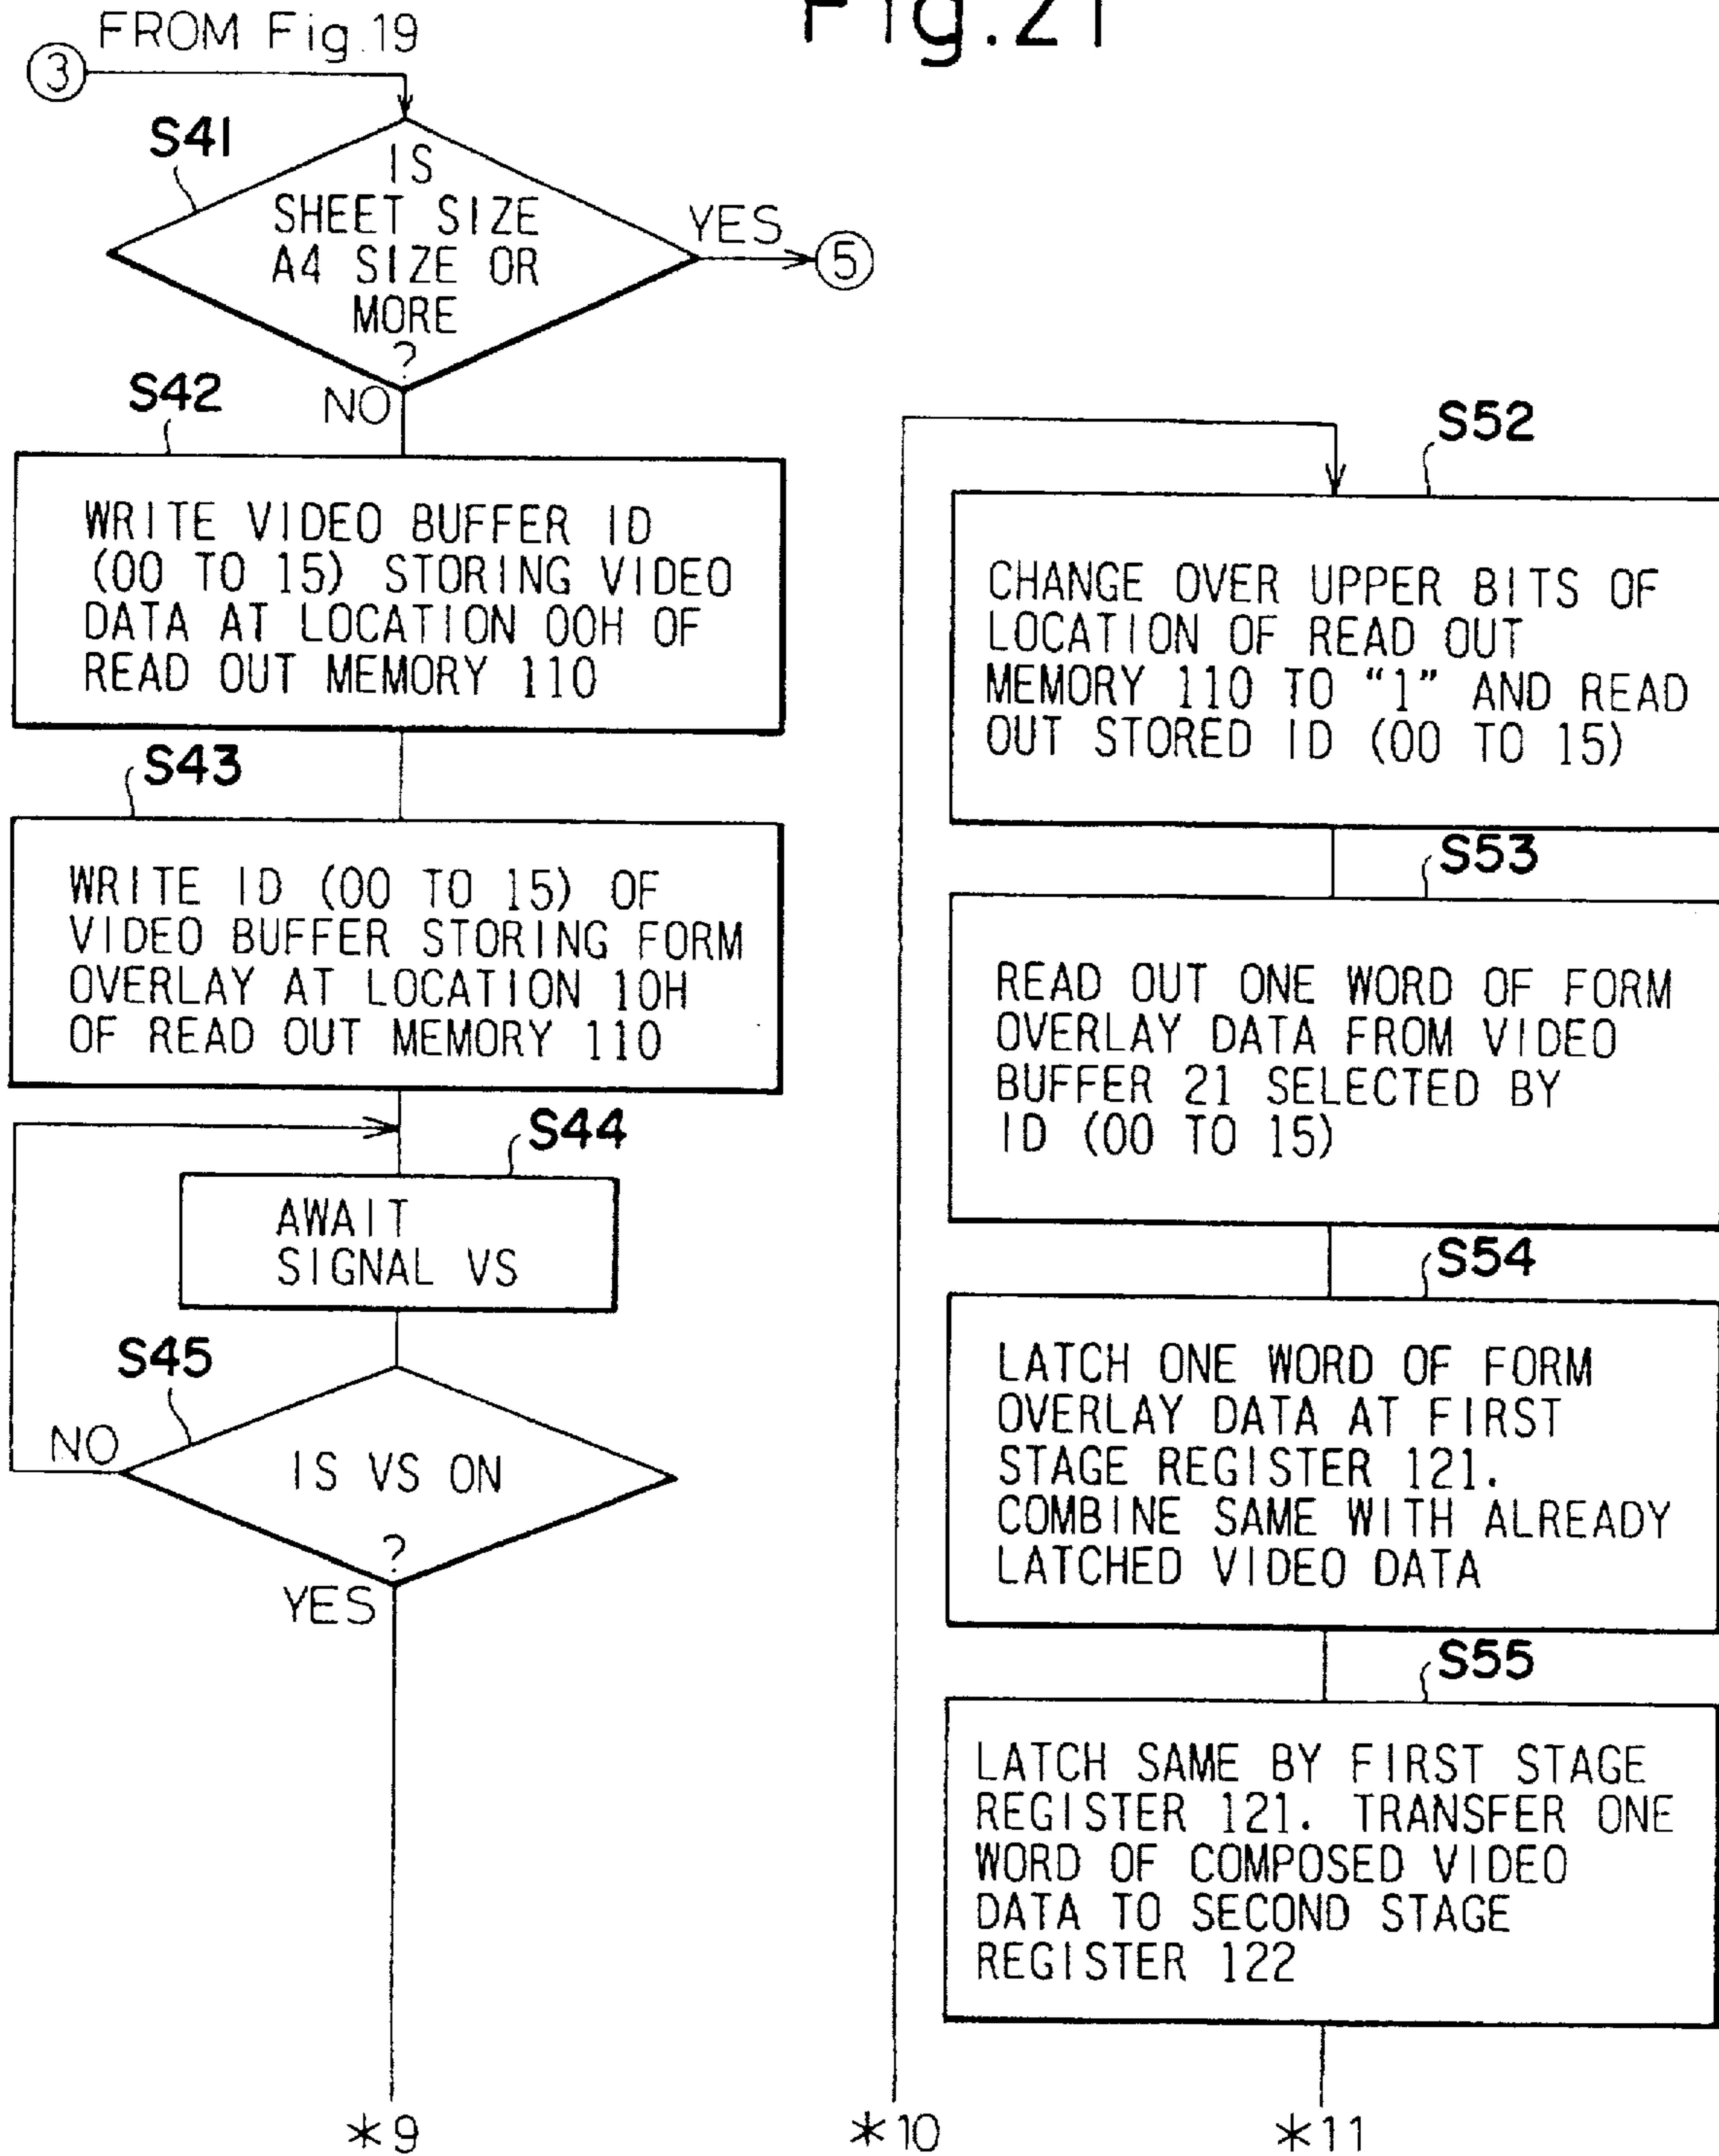 Fig.21
FROM Fig.19
3
S41
IS
SHEET SIZE
A4 SIZE OR
MORE
?
YES
5
NO
S42
WRITE VIDEO BUFFER ID
(00 TO 15) STORING VIDEO
DATA AT LOCATION 00H OF
READ OUT MEMORY 110
S43
WRITE ID (00 TO 15) OF
VIDEO BUFFER STORING FORM
OVERLAY AT LOCATION 10H
OF READ OUT MEMORY 110
S44
AWAIT
SIGNAL VS
S45
NO
IS VS ON
?
YES
*9
S52
CHANGE OVER UPPER BITS OF
LOCATION OF READ OUT
MEMORY 110 TO “1” AND READ
OUT STORED ID (00 TO 15)
S53
READ OUT ONE WORD OF FORM
OVERLAY DATA FROM VIDEO
BUFFER 21 SELECTED BY
ID (00 TO 15)
S54
LATCH ONE WORD OF FORM
OVERLAY DATA AT FIRST
STAGE REGISTER 121.
COMBINE SAME WITH ALREADY
LATCHED VIDEO DATA
S55
LATCH SAME BY FIRST STAGE
REGISTER 121. TRANSFER ONE
WORD OF COMPOSED VIDEO
DATA TO SECOND STAGE
REGISTER 122
*10
*11